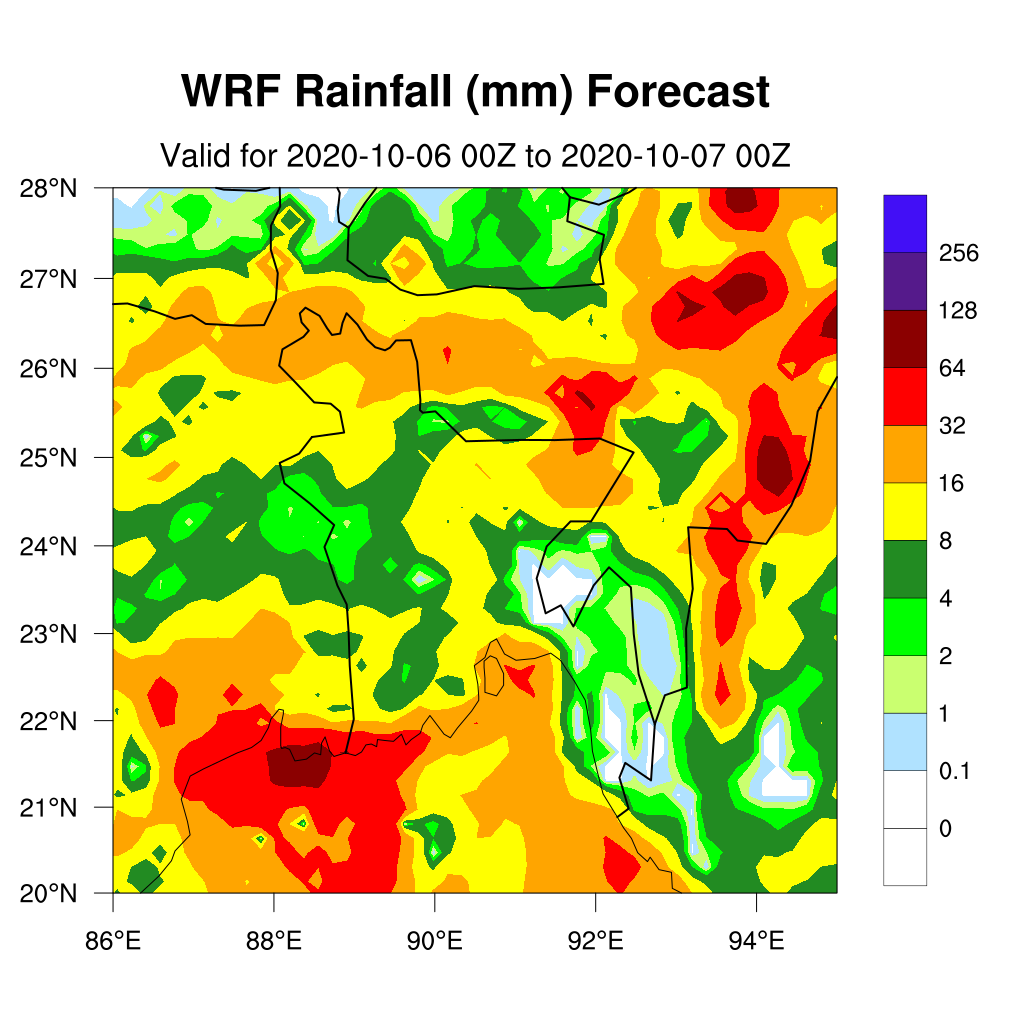 WRF Rainfall (mm) Forecast
Valid for 2020-10-06 00Z to 2020-10-07 00Z
28°N
27°N
26°N
25°N
24°N
23°N
22°N
21°N
20°N
86°E 88°E 90°E 92°E 94°E
256
128
64
32
16
8
4
2
1
0.1
0